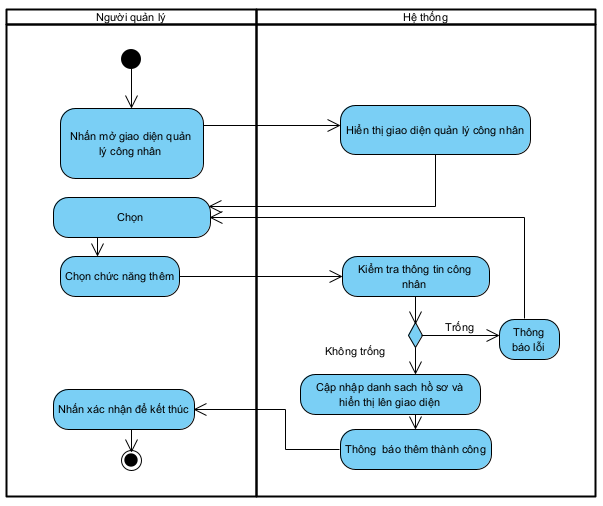 Người quản lý
Hệ thống
Nhấn mở giao diện quản
lý công nhân
Hiển thị giao diện quản lý công nhân
Chọn
Chọn chức năng thêm
Kiểm tra thông tin công
nhân
Trống
Thông
báo lỗi
Không trống
Cập nhập danh sach hồ sơ và
hiển thị lên giao diện
Nhấn xác nhận để kết thúc
Thông báo thêm thành công